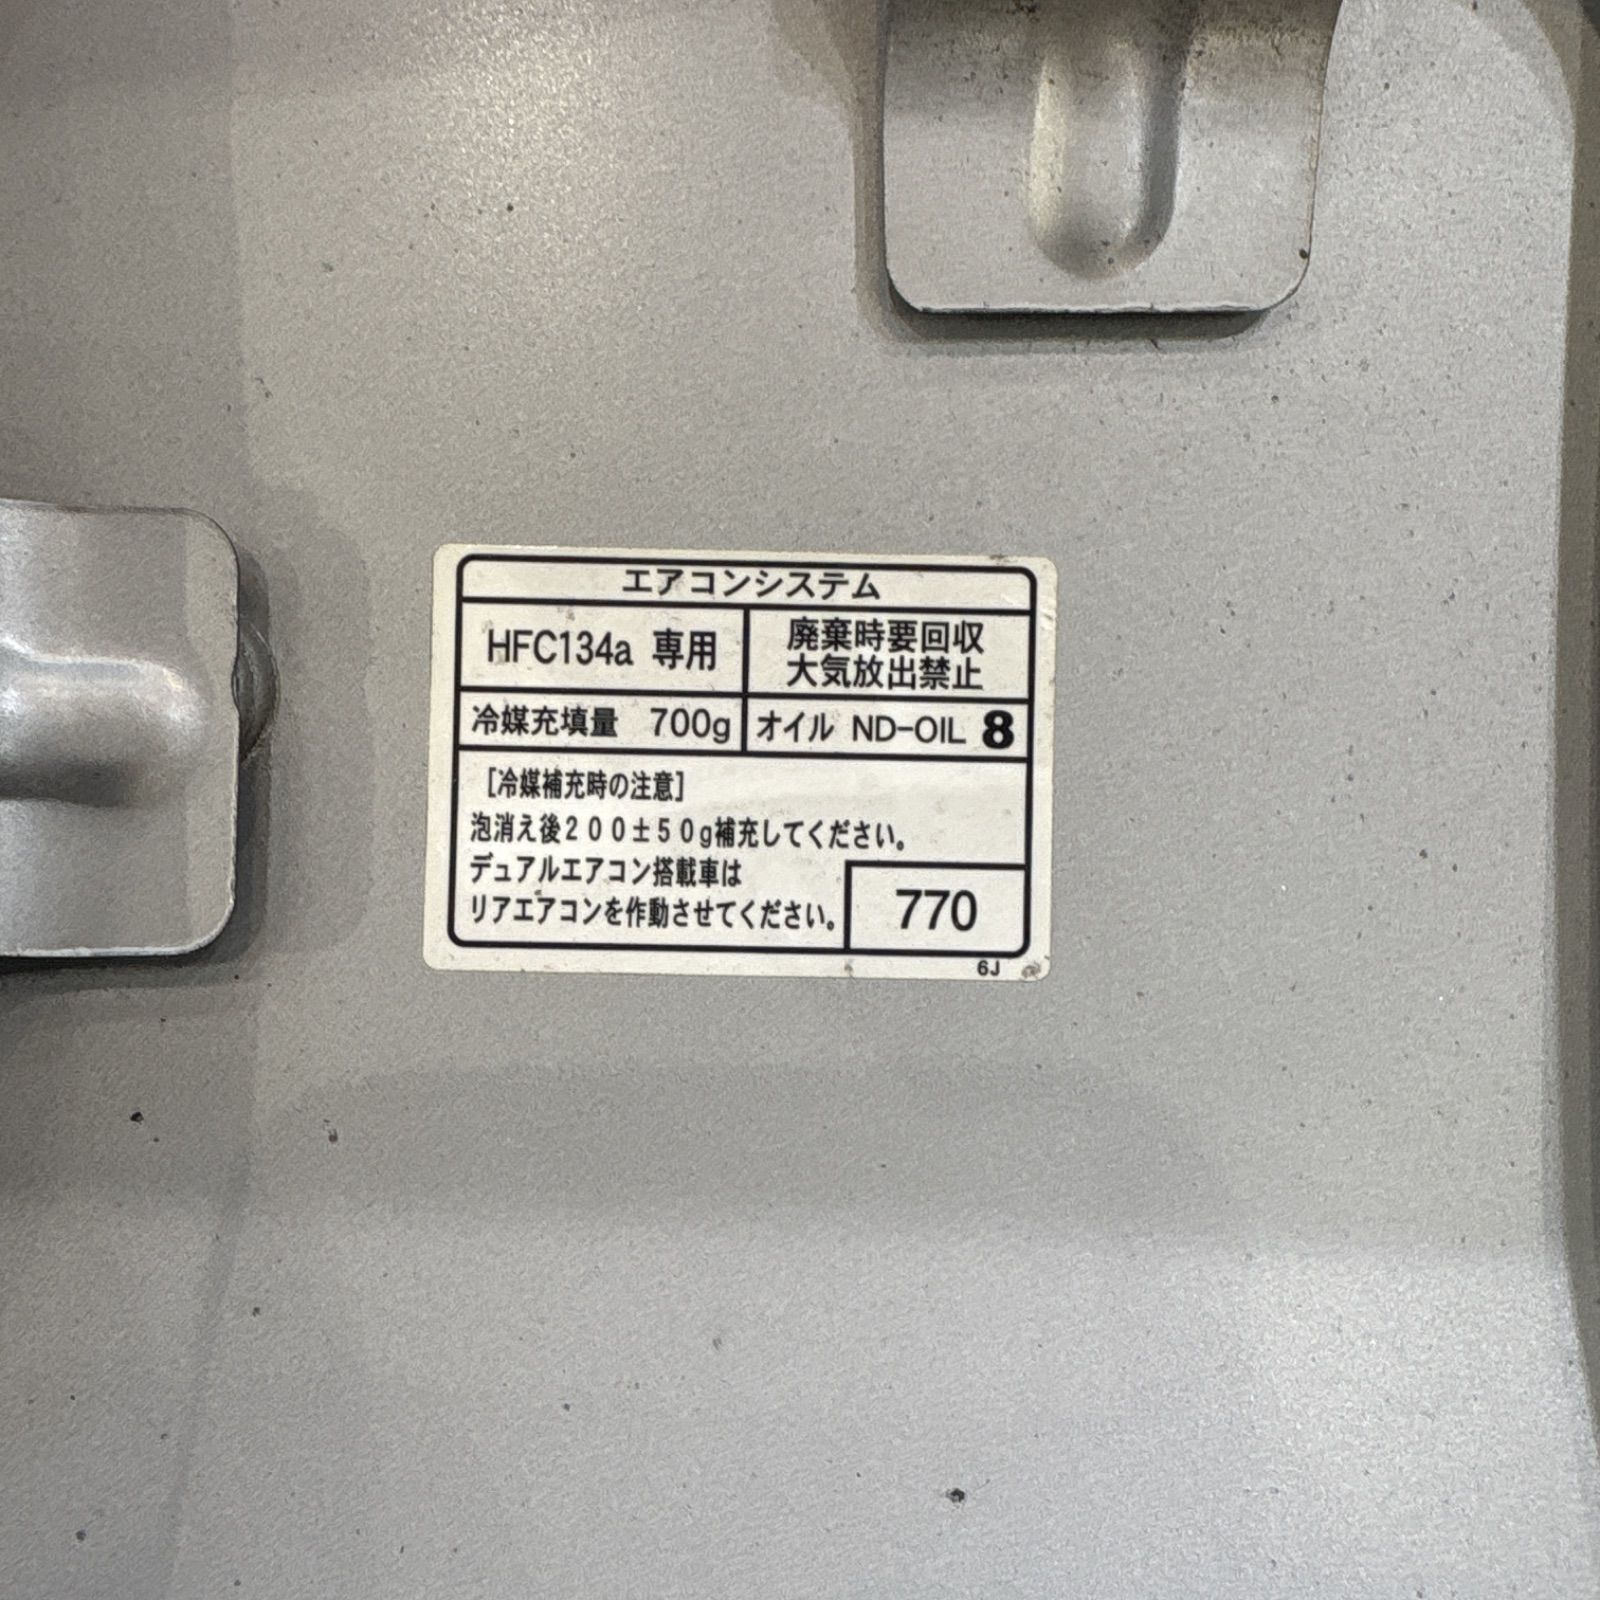 エアコンシステム
HFC134a 専用
廃棄時要回収
大気放出禁止
冷媒充填量 700g
オイル ND-OIL 8
［冷媒補充時の注意］
泡消え後２００±５０g補充してください。
デュアルエアコン搭載車は
リアエアコンを作動させてください。
770
6J